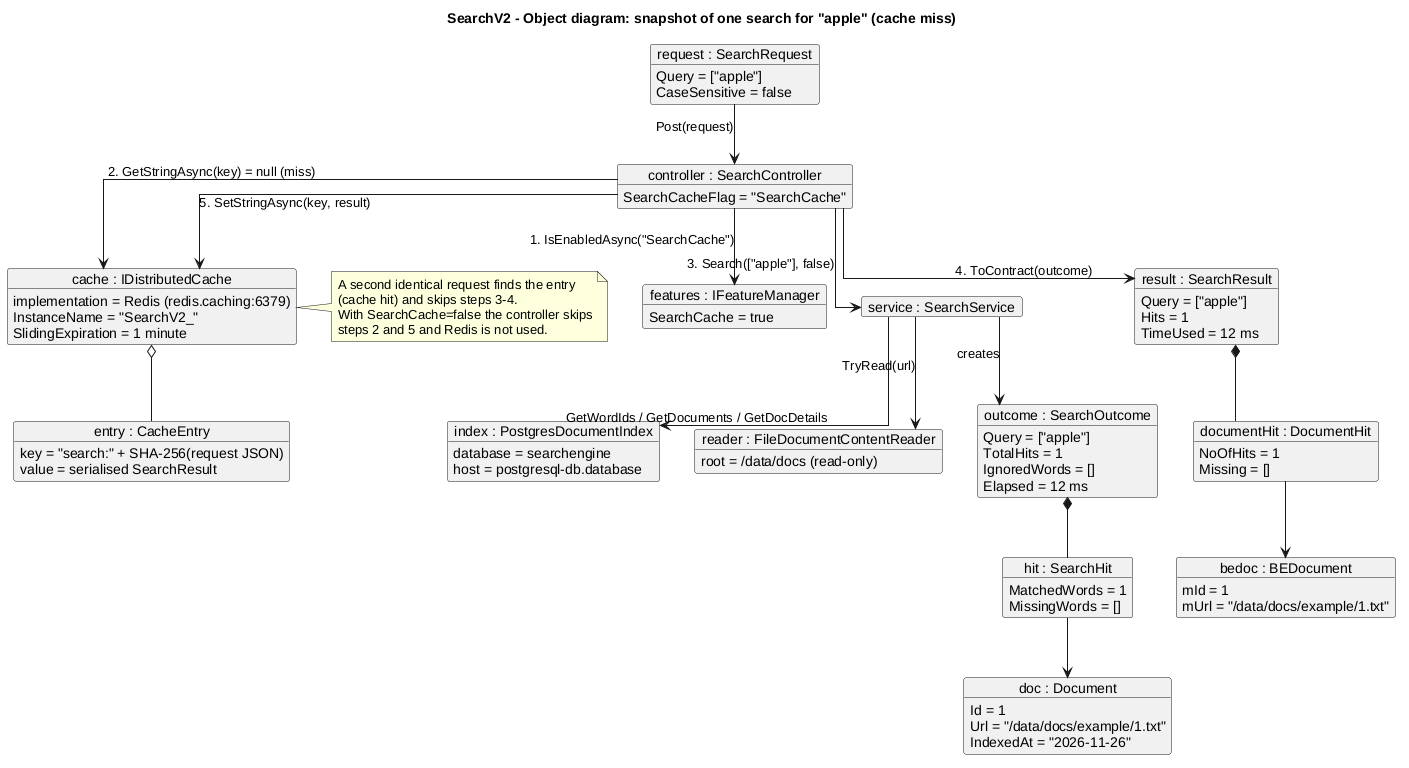 SearchV2 - Object diagram: snapshot of one search for "apple" (cache miss)
request : SearchRequest
Query = ["apple"]
CaseSensitive = false
Post(request)
controller : SearchController
SearchCacheFlag = "SearchCache"
2. GetStringAsync(key) = null (miss)
5. SetStringAsync(key, result)
1. IsEnabledAsync("SearchCache")
3. Search(["apple"], false)
4. ToContract(outcome)
cache : IDistributedCache
implementation = Redis (redis.caching:6379)
InstanceName = "SearchV2_"
SlidingExpiration = 1 minute
A second identical request finds the entry
(cache hit) and skips steps 3-4.
With SearchCache=false the controller skips
steps 2 and 5 and Redis is not used.
features : IFeatureManager
SearchCache = true
service : SearchService
result : SearchResult
Query = ["apple"]
Hits = 1
TimeUsed = 12 ms
TryRead(url)
creates
GetWordIds / GetDocuments / GetDocDetails
entry : CacheEntry
key = "search:" + SHA-256(request JSON)
value = serialised SearchResult
index : PostgresDocumentIndex
database = searchengine
host = postgresql-db.database
reader : FileDocumentContentReader
root = /data/docs (read-only)
outcome : SearchOutcome
Query = ["apple"]
TotalHits = 1
IgnoredWords = []
Elapsed = 12 ms
documentHit : DocumentHit
NoOfHits = 1
Missing = []
hit : SearchHit
MatchedWords = 1
MissingWords = []
bedoc : BEDocument
mId = 1
mUrl = "/data/docs/example/1.txt"
doc : Document
Id = 1
Url = "/data/docs/example/1.txt"
IndexedAt = "2026-11-26"